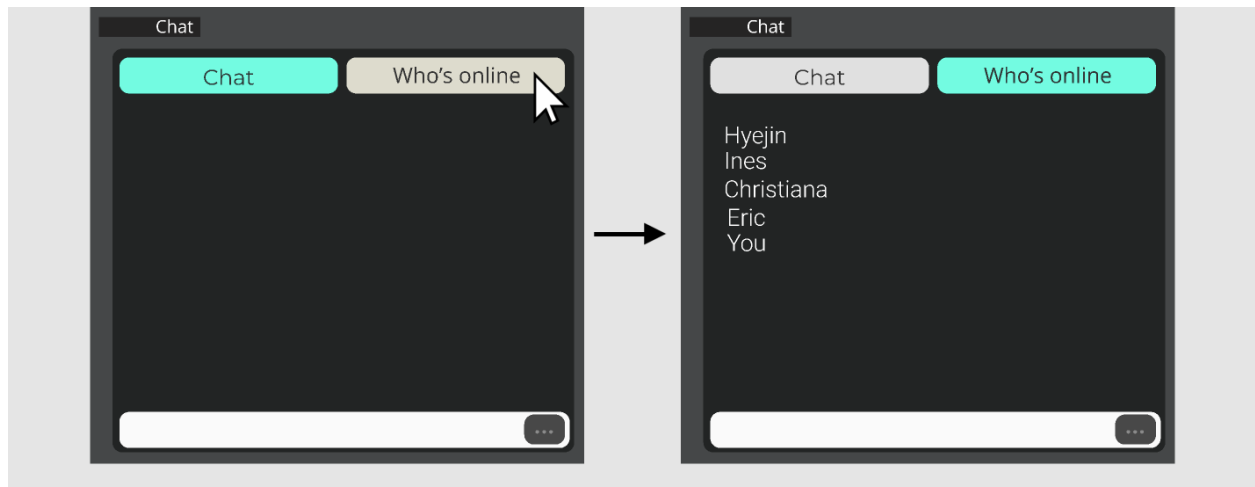 Chat
Chat Who's online
...
Chat
Chat Who's online
Hyejin
Ines
Christiana
Eric
You
...